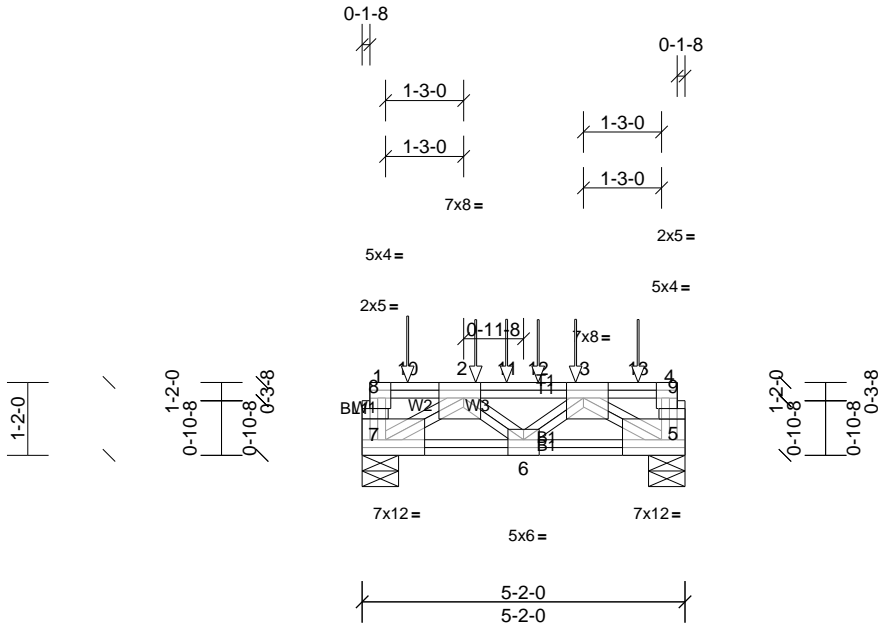 0-1-8
0-1-8
1-3-0
1-3-0
1-3-0
1-3-0
7x8 =
2x5 =
5x4 =
5x4 =
2x5 =
0-11-8
7x8 =
1 10 2 11 12 3 13 4
8 T1 9
1-2-0
1-2-0
0-10-8
0-10-8
0-3-8
W1
BL1
W2 W3
1-2-0
0-10-8
0-10-8
0-3-8
7 B1 5
B1
6
7x12 =
7x12 =
5x6 =
5-2-0
5-2-0